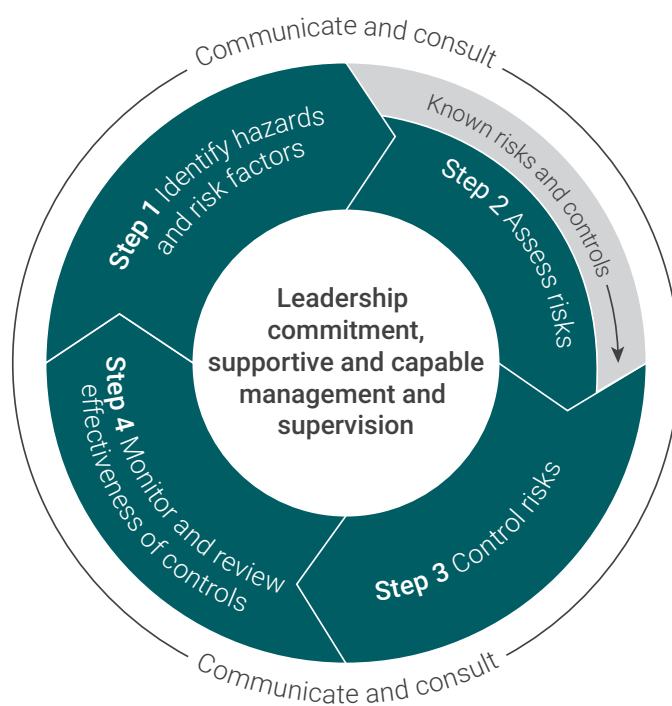 Communicate and consult
Step 1 Identify hazards
and risk factors
Known risks and controls
Step 2 Assess risks
Leadership
commitment,
supportive and capable
management and
supervision
Step 3 Control risks
Step 4 Monitor and review
effectiveness of controls
Communicate and consult